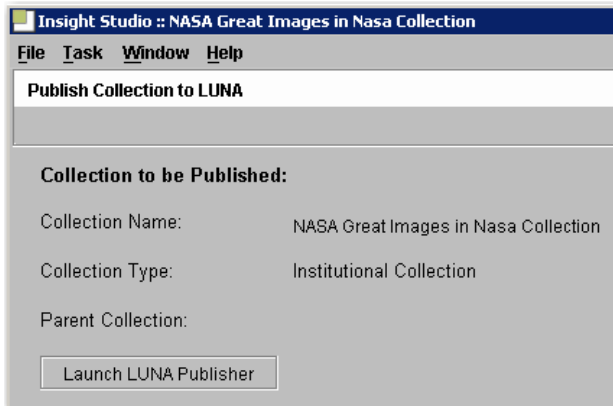 Insight Studio :: NASA Great Images in Nasa Collection
File Task Window Help
Publish Collection to LUNA
Collection to be Published:
Collection Name: NASA Great Images in Nasa Collection
Collection Type: Institutional Collection
Parent Collection:
Launch LUNA Publisher